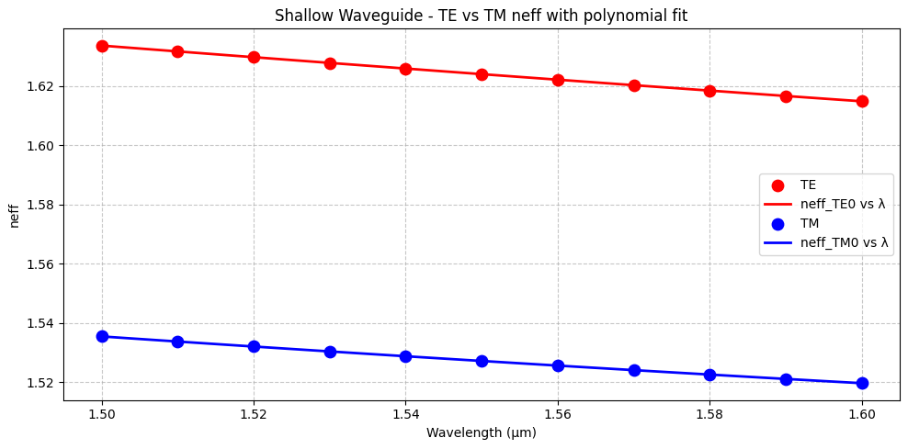 Shallow Waveguide - TE vs TM neff with polynomial fit
neff
1.62
1.60
1.58
1.56
1.54
1.52
TE
neff_TE0 vs λ
TM
neff_TM0 vs λ
1.50
1.52
1.54
1.56
1.58
1.60
Wavelength (μm)